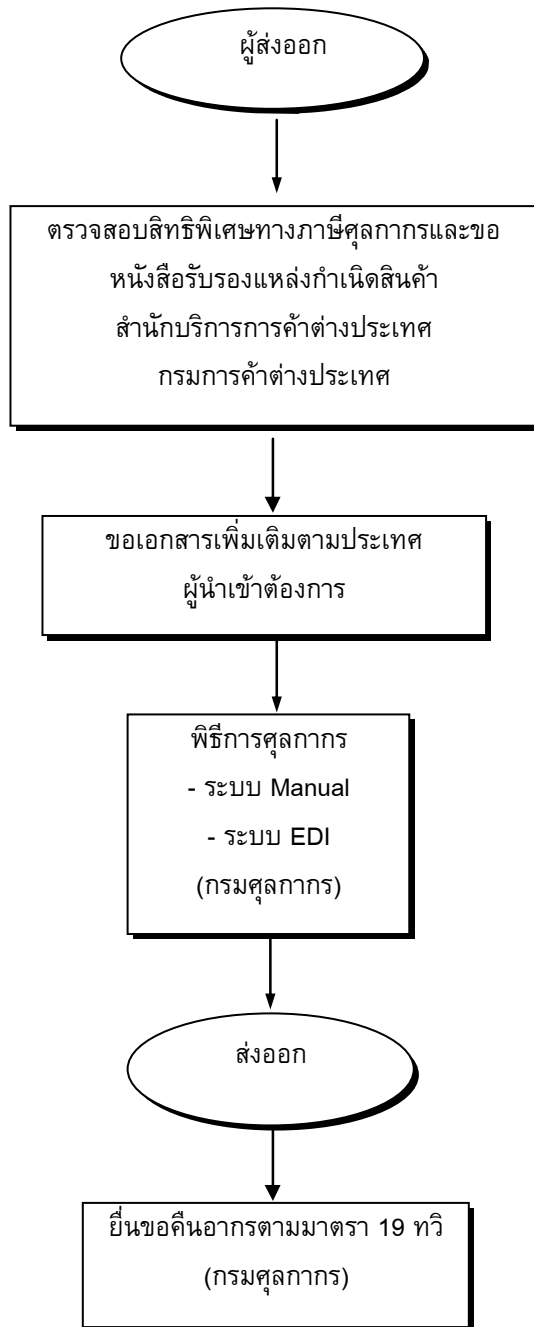 ผู้ส่งออก
ตรวจสอบสิทธิพิเศษทางภาษีศุลกากรและขอ
หนังสือรับรองแหล่งกำเนิดสินค้า
สำนักบริการการค้าต่างประเทศ
กรมการค้าต่างประเทศ
ขอเอกสารเพิ่มเติมตามประเทศ
ผู้นำเข้าต้องการ
พิธีการศุลกากร
- ระบบ Manual
- ระบบ EDI
(กรมศุลกากร)
ส่งออก
ยื่นขอคืนอากรตามมาตรา 19 ทวิ
(กรมศุลกากร)